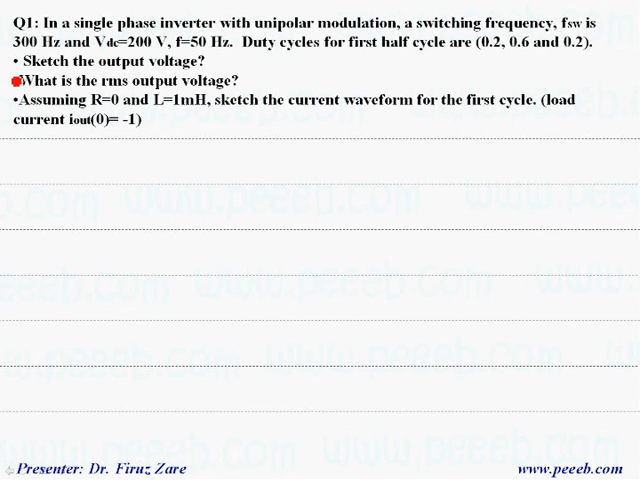 Q1: In a single phase inverter with unipolar modulation, a switching frequency, fsw is
300 Hz and Vdc=200 V, f=50 Hz. Duty cycles for first half cycle are (0.2, 0.6 and 0.2).
• Sketch the output voltage?
What is the rms output voltage?
•Assuming R=0 and L=1mH, sketch the current waveform for the first cycle. (load
current iout(0)= -1)
www.peeeb.com
Presenter: Dr. Firuz Zare
www.peeeb.com